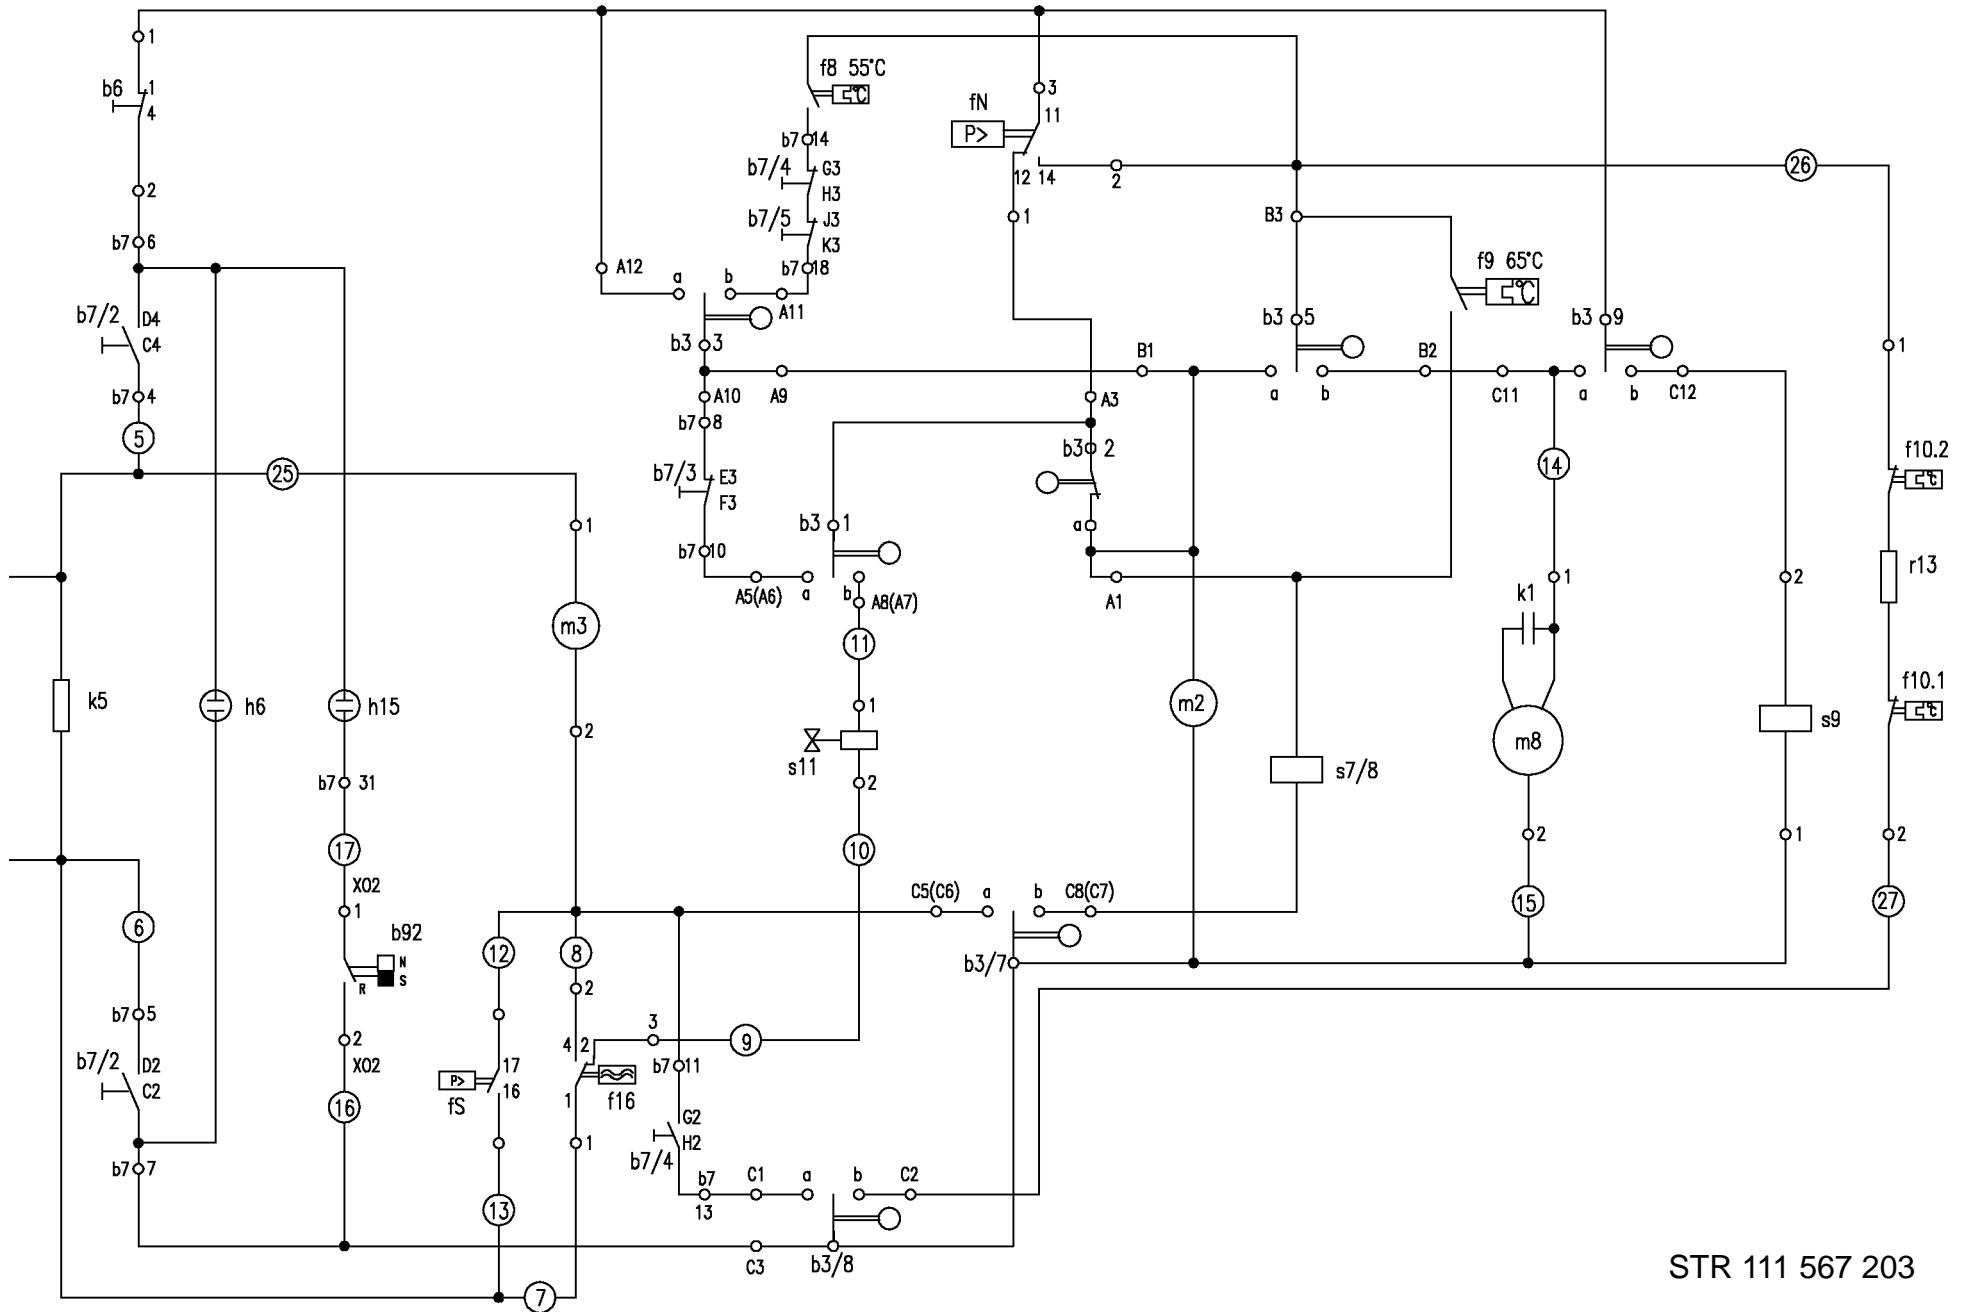 1
b6
1
4
2
b7 6
b7/2
D4
C4
b7 4
5
25
k5
h6
h15
b7 31
17
X02
1
b92
N
S
R
2
X02
16
6
b7 5
b7/2
D2
C2
b7 7
1
m3
2
12
17
16
P>
fS
13
7
8
2
4 2
1
f16
1
3
9
b7 11
G2
H2
b7/4
b7
13
C1
a
b
C2
C3
b3/8
A12
a
b
A11
b3 3
A10
A9
b7 8
b7/3
E3
F3
b7 10
A5(A6)
a
b
A8(A7)
b3 1
11
1
s11
2
10
f8 55°C
°C
b7 14
b7/4
G3
H3
b7/5
J3
K3
b7 18
fN
P>
3
11
12 14
1
2
A3
b3 2
a
A1
B1
m2
B3
b3 5
a
b
B2
f9 65°C
°C
C11
b3 9
a
b
C12
14
1
k1
m8
2
15
s7/8
C5(C6)
a
b
C8(C7)
b3/7
2
s9
1
26
1
f10.2
°C
r13
f10.1
°C
2
27
STR 111 567 203